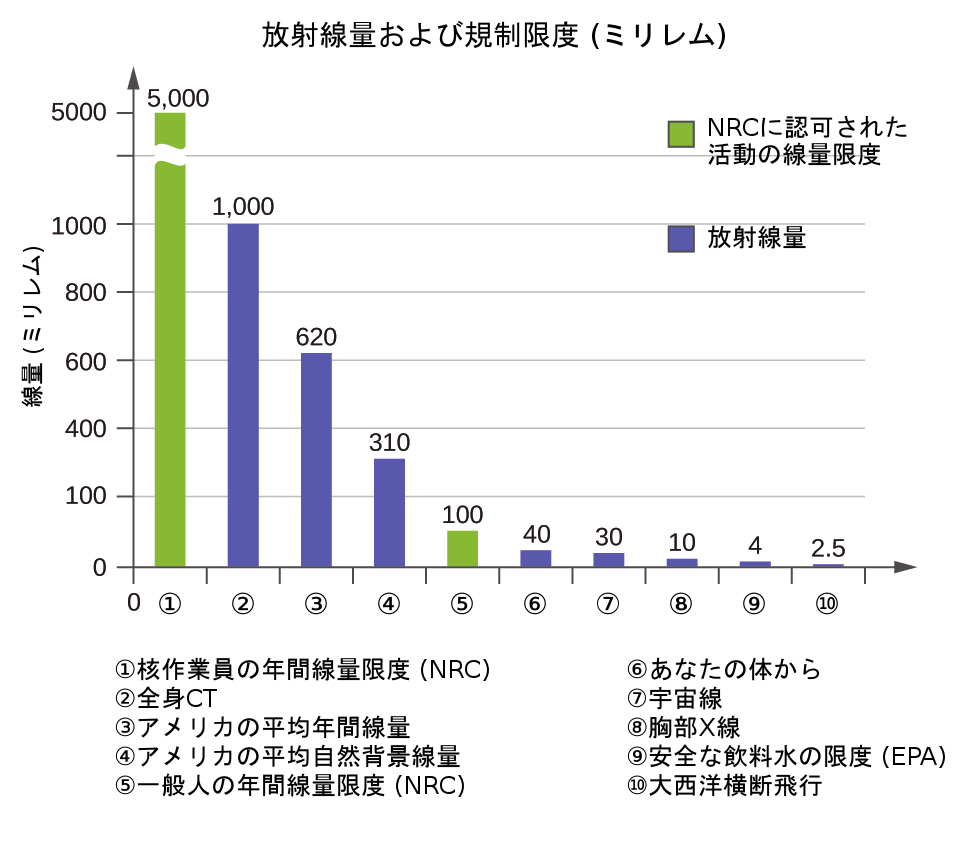 放射線量および規制限度 (ミリレム)
5000
1000
800
600
400
100
0
線量 (ミリレム)
5,000
1,000
620
310
100
40
30
10
4
2.5
NRCに認可された
活動の線量限度
放射線量
0 ① ② ③ ④ ⑤ ⑥ ⑦ ⑧ ⑨ ⑩
①核作業員の年間線量限度 (NRC)
②全身CT
③アメリカの平均年間線量
④アメリカの平均自然背景線量
⑤一般人の年間線量限度 (NRC)
⑥あなたの体から
⑦宇宙線
⑧胸部X線
⑨安全な飲料水の限度 (EPA)
⑩大西洋横断飛行